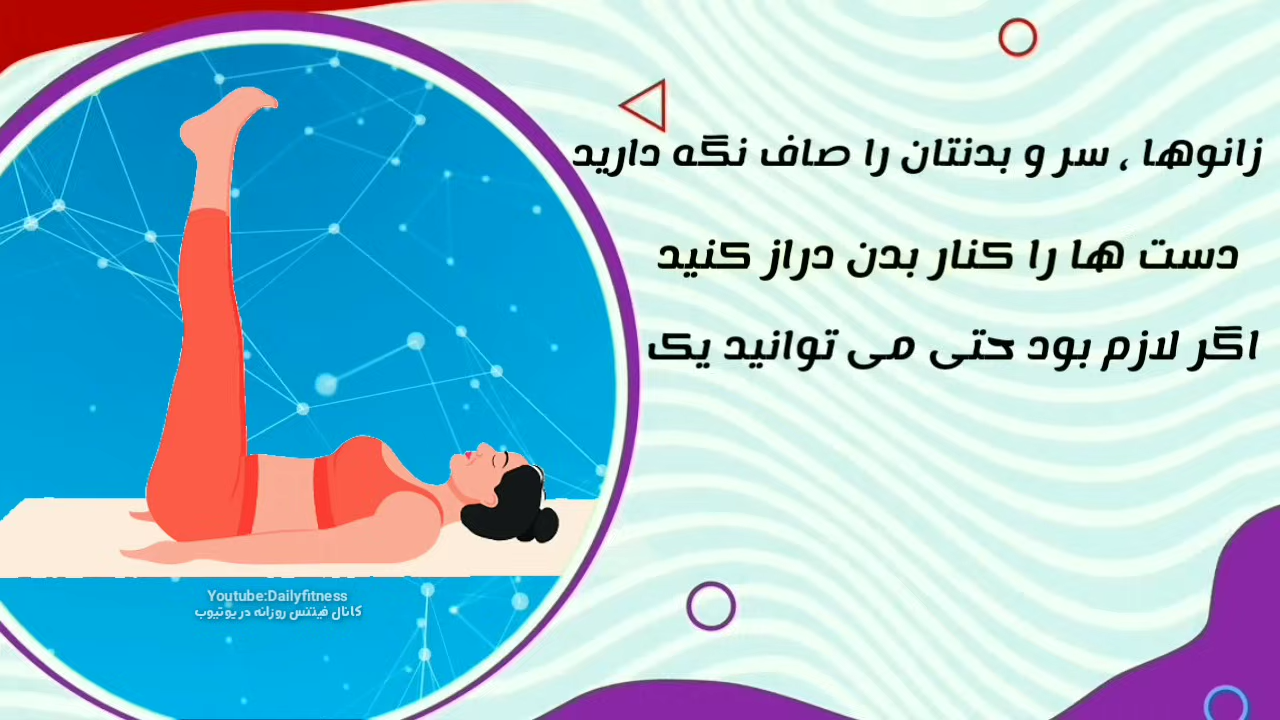 زانوها ، سر و بدنتان را صاف نگه دارید
دست ها را کنار بدن دراز کنید
اگر لازم بود حتی می توانید یک
Youtube:Dailyfitness
کانال فیتنس روزانه در یوتیوب